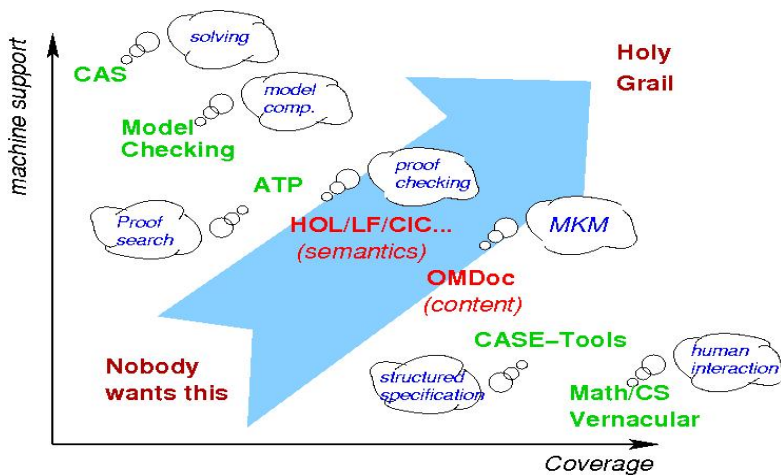 machine support
solving
CAS
model
comp.
Model
Checking
Holy
Grail
ATP
proof
checking
Proof
search
HOL/LF/CIC...
(semantics)
MKM
OMDoc
(content)
CASE–Tools
Nobody
wants this
structured
specification
human
interaction
Math/CS
Vernacular
Coverage